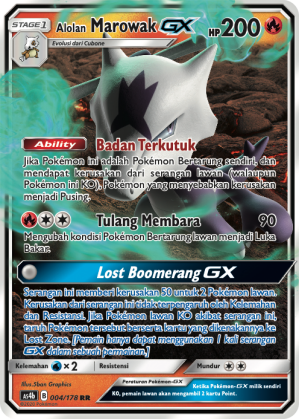 STAGE 1 Alolan Marowak GX HP 200
Evolusi dari Cubone
Ability Badan Terkutuk
Jika Pokémon ini adalah Pokémon Bertarung sendiri, dan
mendapat kerusakan dari serangan lawan (walaupun
Pokémon ini KO), Pokémon yang menyebabkan kerusakan
menjadi Pusing.
Tulang Membara 90
Mengubah kondisi Pokémon Bertarung lawan menjadi Luka
Bakar.
Lost Boomerang GX
Serangan ini memberi kerusakan 50 untuk 2 Pokémon lawan.
Kerusakan dari serangan ini tidak terpengaruh oleh Kelemahan
dan Resistansi. Jika Pokémon lawan KO akibat serangan ini,
taruh Pokémon tersebut beserta kartu yang dikenakannya ke
Lost Zone. [Pemain hanya dapat menggunakan 1 kali serangan
GX dalam sebuah permainan.]
Kelemahan ×2 Resistansi Mundur
Illus. 5ban Graphics
Peraturan Pokémon-GX
Ketika Pokémon-GX milik sendiri
KO, pemain lawan akan mengambil 2 kartu Poin.
AS4b B 004/178 RR